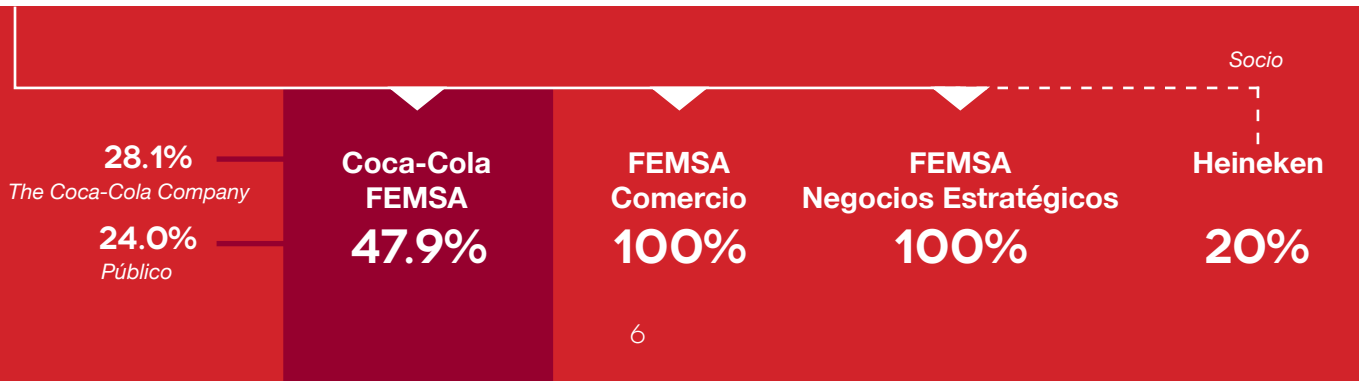 Socio
28.1%
The Coca-Cola Company
24.0%
Público
Coca-Cola
FEMSA
47.9%
FEMSA
Comercio
100%
FEMSA
Negocios Estratégicos
100%
Heineken
20%
6